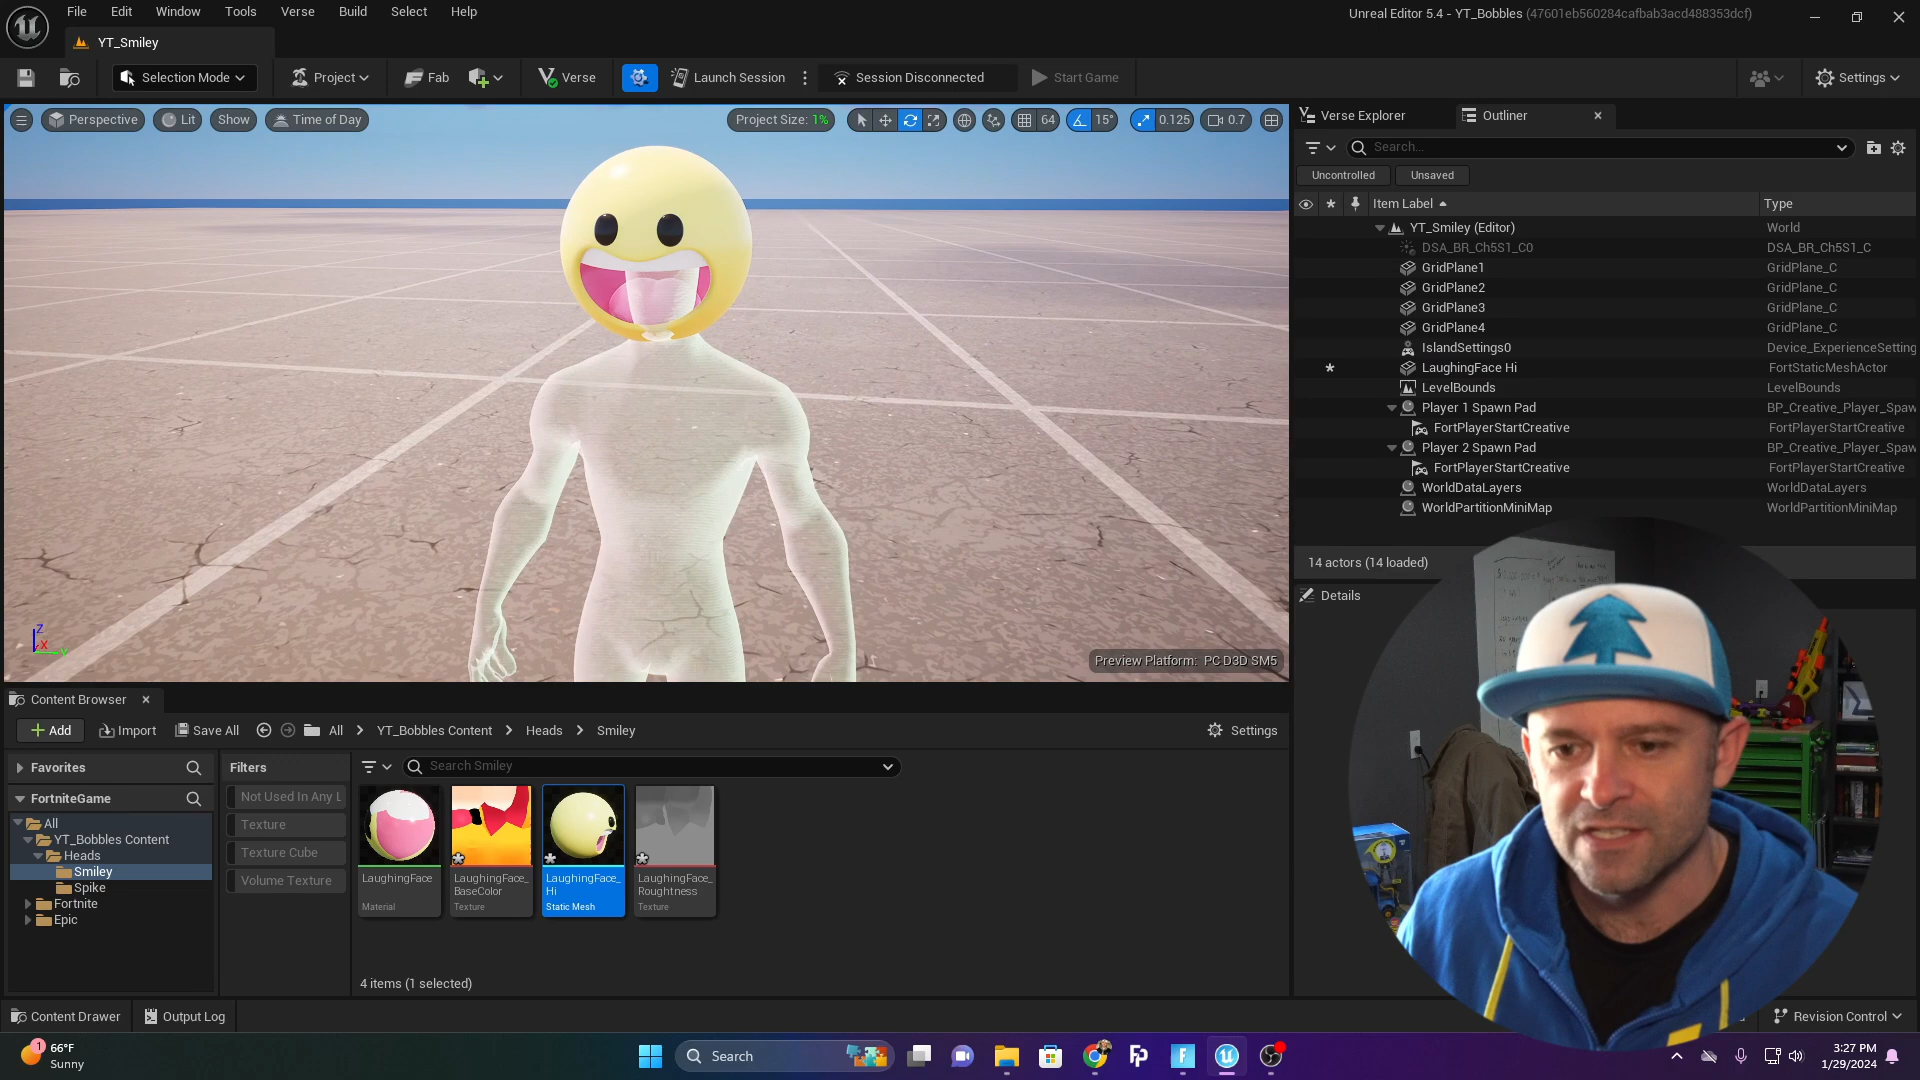 File Edit Window Tools Verse Build Select Help
Unreal Editor 5.4 - YT_Bobbles (47601eb560284cafbab3acd488353dcf)
YT_Smiley
Selection Mode
Project
Fab
Verse
Launch Session
Session Disconnected
Start Game
Settings
Perspective
Lit
Show
Time of Day
Project Size: 1%
64
15°
0.125
0.7
Verse Explorer
Outliner
Search...
Uncontrolled
Unsaved
Item Label
Type
YT_Smiley (Editor) World
DSA_BR_Ch5S1_C0 DSA_BR_Ch5S1_C
GridPlane1 GridPlane_C
GridPlane2 GridPlane_C
GridPlane3 GridPlane_C
GridPlane4 GridPlane_C
IslandSettings0 Device_ExperienceSetting
LaughingFace Hi FortStaticMeshActor
LevelBounds LevelBounds
Player 1 Spawn Pad BP_Creative_Player_Spaw
FortPlayerStartCreative FortPlayerStartCreative
Player 2 Spawn Pad BP_Creative_Player_Spaw
FortPlayerStartCreative FortPlayerStartCreative
WorldDataLayers WorldDataLayers
WorldPartitionMiniMap WorldPartitionMiniMap
14 actors (14 loaded)
Details
Z
X
Y
Preview Platform: PC D3D SM5
Content Browser
Add
Import
Save All
All
YT_Bobbles Content
Heads
Smiley
Settings
Favorites
FortniteGame
All
YT_Bobbles Content
Heads
Smiley
Spike
Fortnite
Epic
Filters
Not Used In Any L
Texture
Texture Cube
Volume Texture
Search Smiley
LaughingFace
Material
LaughingFace_
BaseColor
Texture
LaughingFace_
Hi
Static Mesh
LaughingFace_
Roughtness
Texture
4 items (1 selected)
Content Drawer
Output Log
Revision Control
1
66°F
Sunny
Search
3:27 PM
1/29/2024